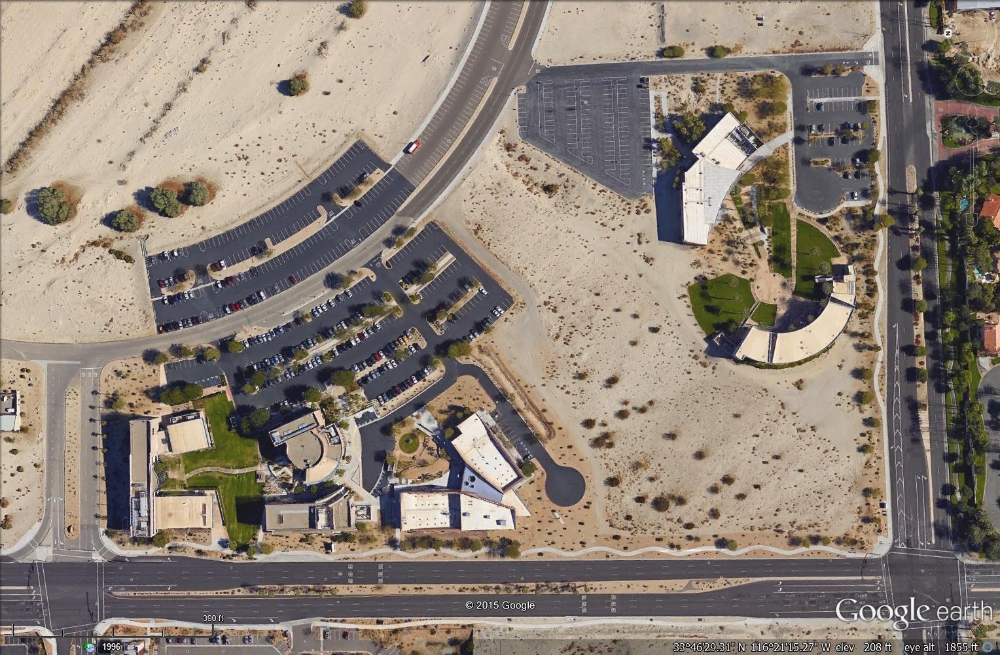 N
© 2015 Google
Google earth
390 ft
1996
33°46'29.31" N 116°21'15.27" W elev 208 ft eye alt 1855 ft